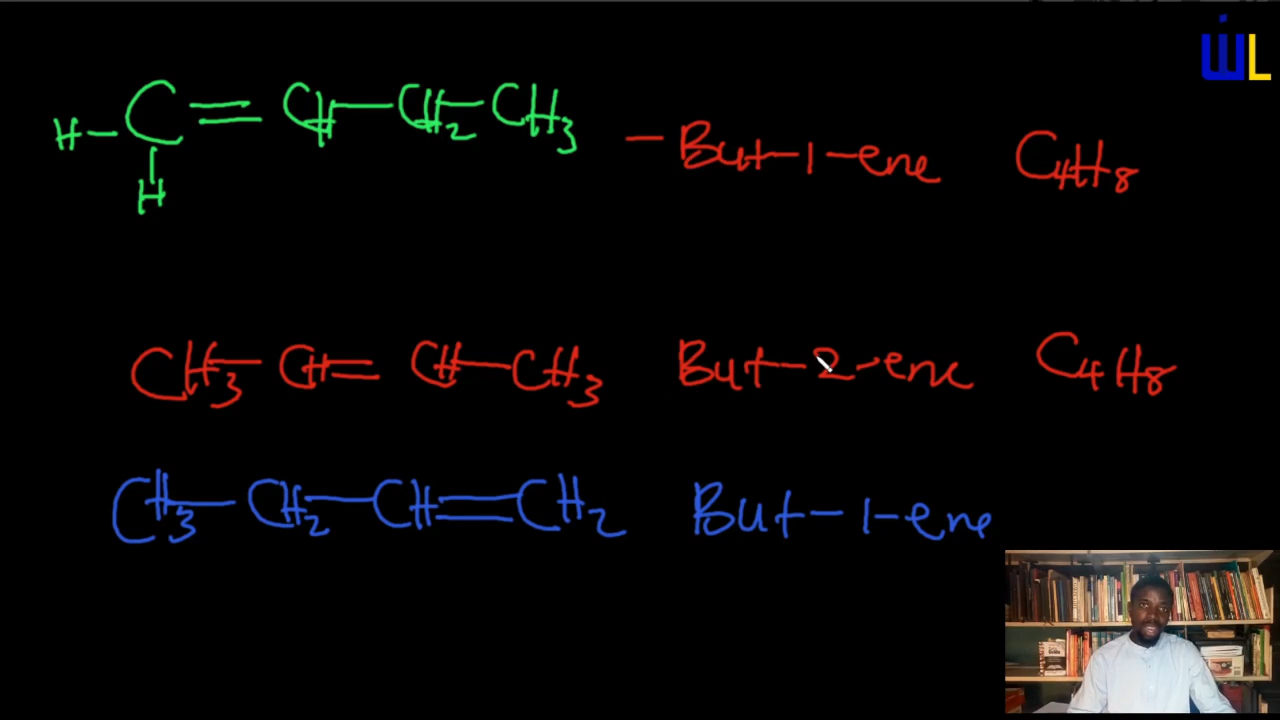 WL
H-C=CH-CH2-CH3 - But-1-ene C4H8
H
CH3-CH=CH-CH3 But-2-ene C4H8
CH3-CH2-CH=CH2 But-1-ene